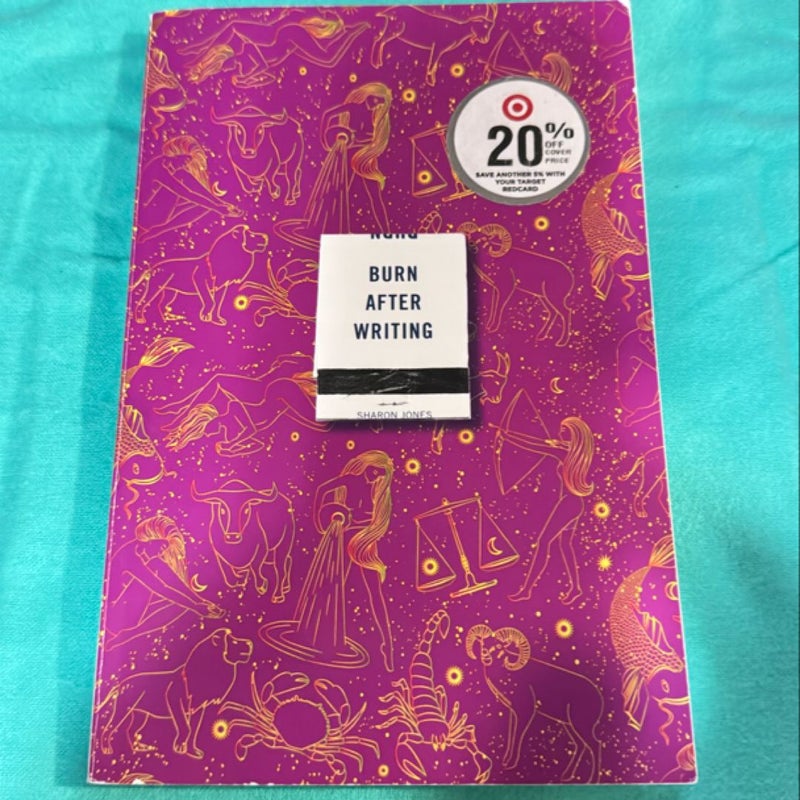 20%
OFF
COVER
PRICE
SAVE ANOTHER 5% WITH
YOUR TARGET
REDCARD
BURN
AFTER
WRITING
SHARON JONES